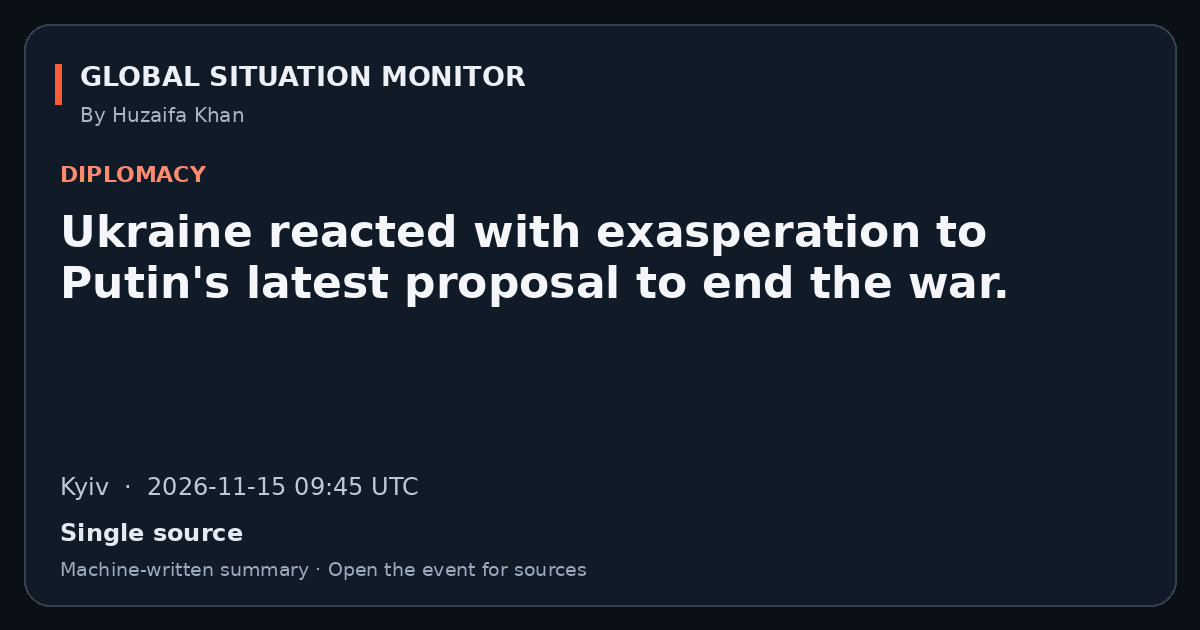 GLOBAL SITUATION MONITOR
By Huzaifa Khan
DIPLOMACY
Ukraine reacted with exasperation to
Putin's latest proposal to end the war.
Kyiv · 2026-11-15 09:45 UTC
Single source
Machine-written summary · Open the event for sources